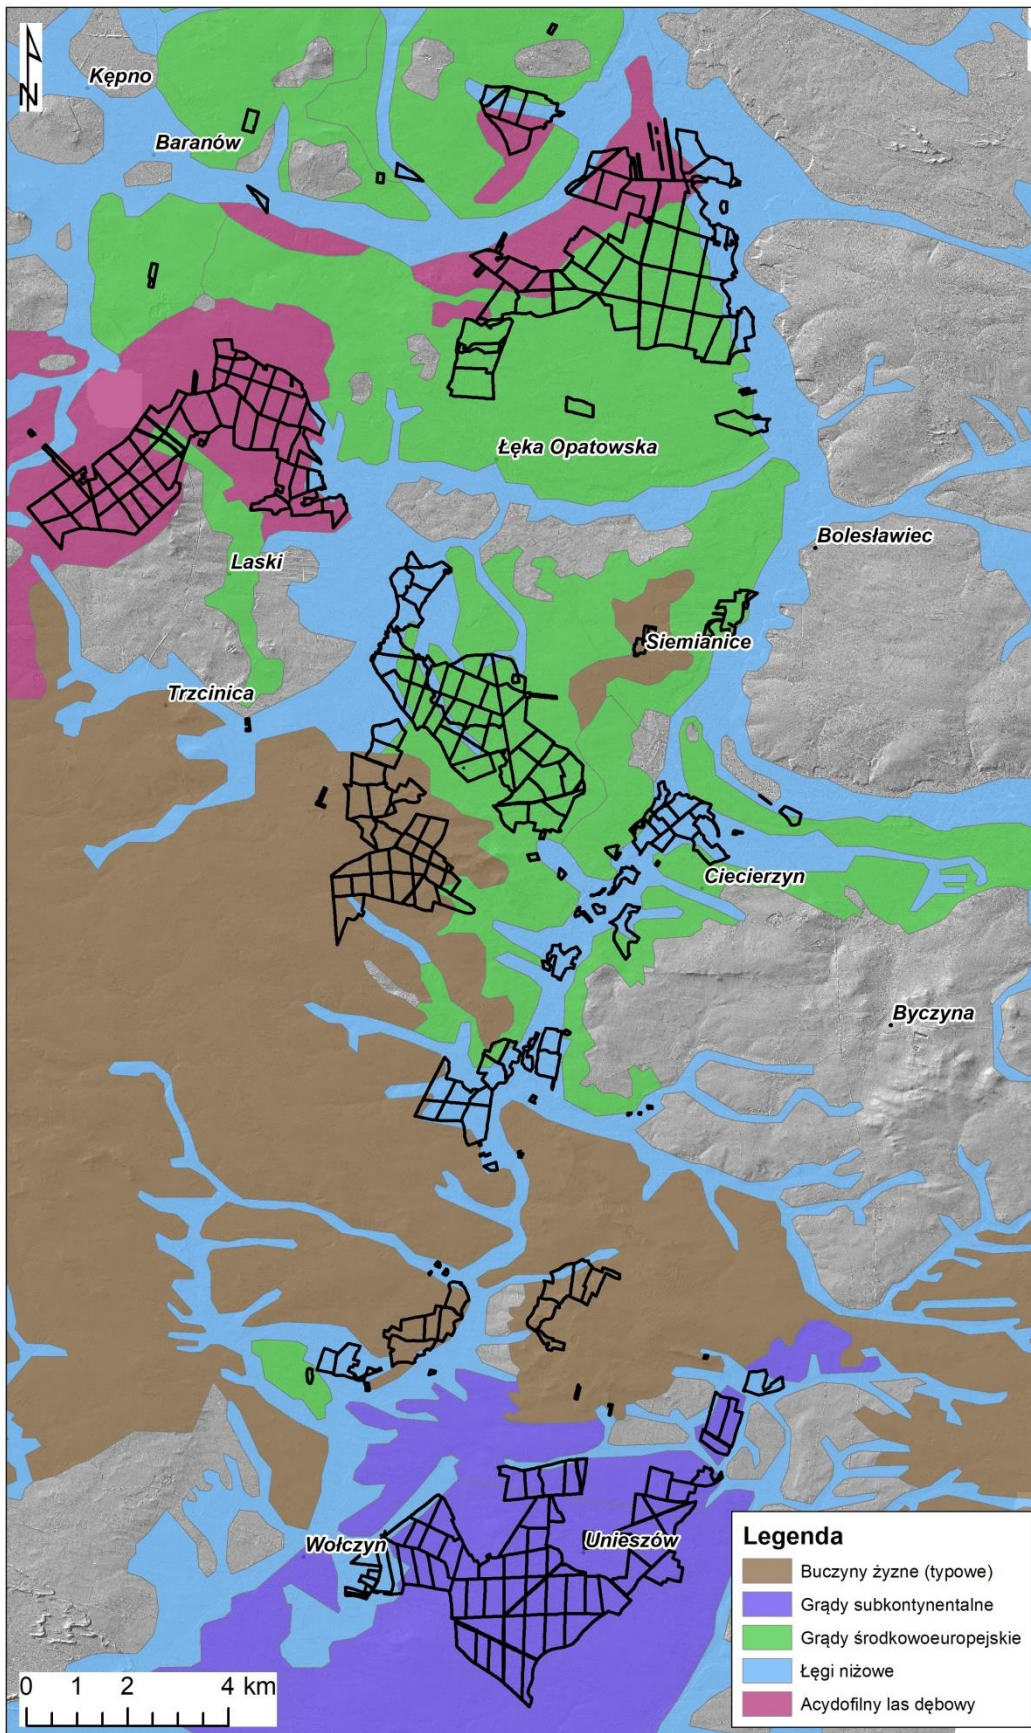 N
Kępno
Baranów
Łęka Opatowska
Bolesławiec
Laski
Siemianice
Trzcinica
Ciecierzyn
Byczyna
Wołczyn
Unieszów
Legenda
Buczyny żyzne (typowe)
Grądy subkontynentalne
Grądy środkowoeuropejskie
Łęgi niżowe
Acydofilny las dębowy
0 1 2 4 km